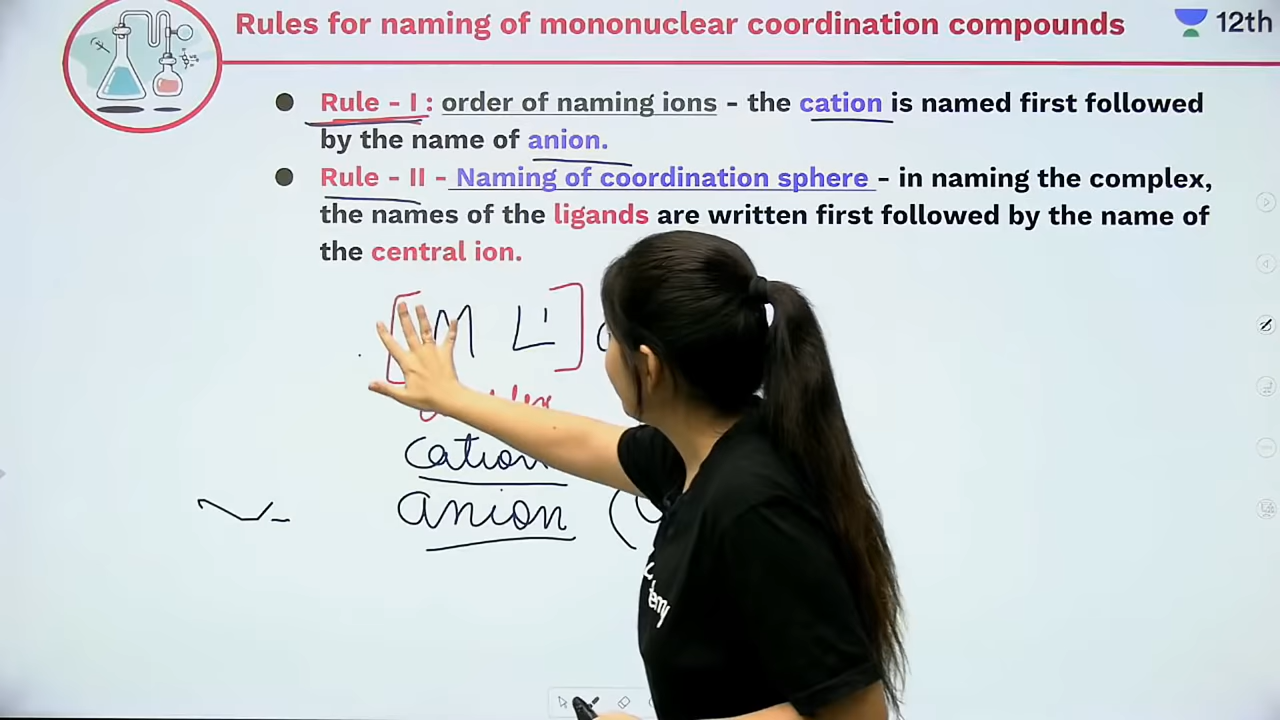 Rules for naming of mononuclear coordination compounds
12th
Rule - I : order of naming ions - the cation is named first followed
by the name of anion.
Rule - II - Naming of coordination sphere - in naming the complex,
the names of the ligands are written first followed by the name of
the central ion.
[M L']
cation
anion (